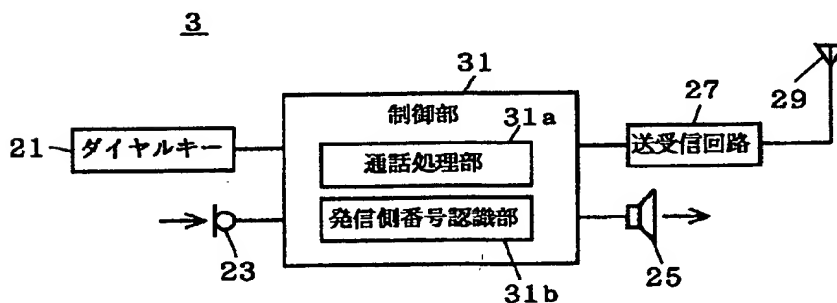 3
31
制御部
31a
通話処理部
発信側番号認識部
31b
21
ダイヤルキー
23
27
送受信回路
29
25